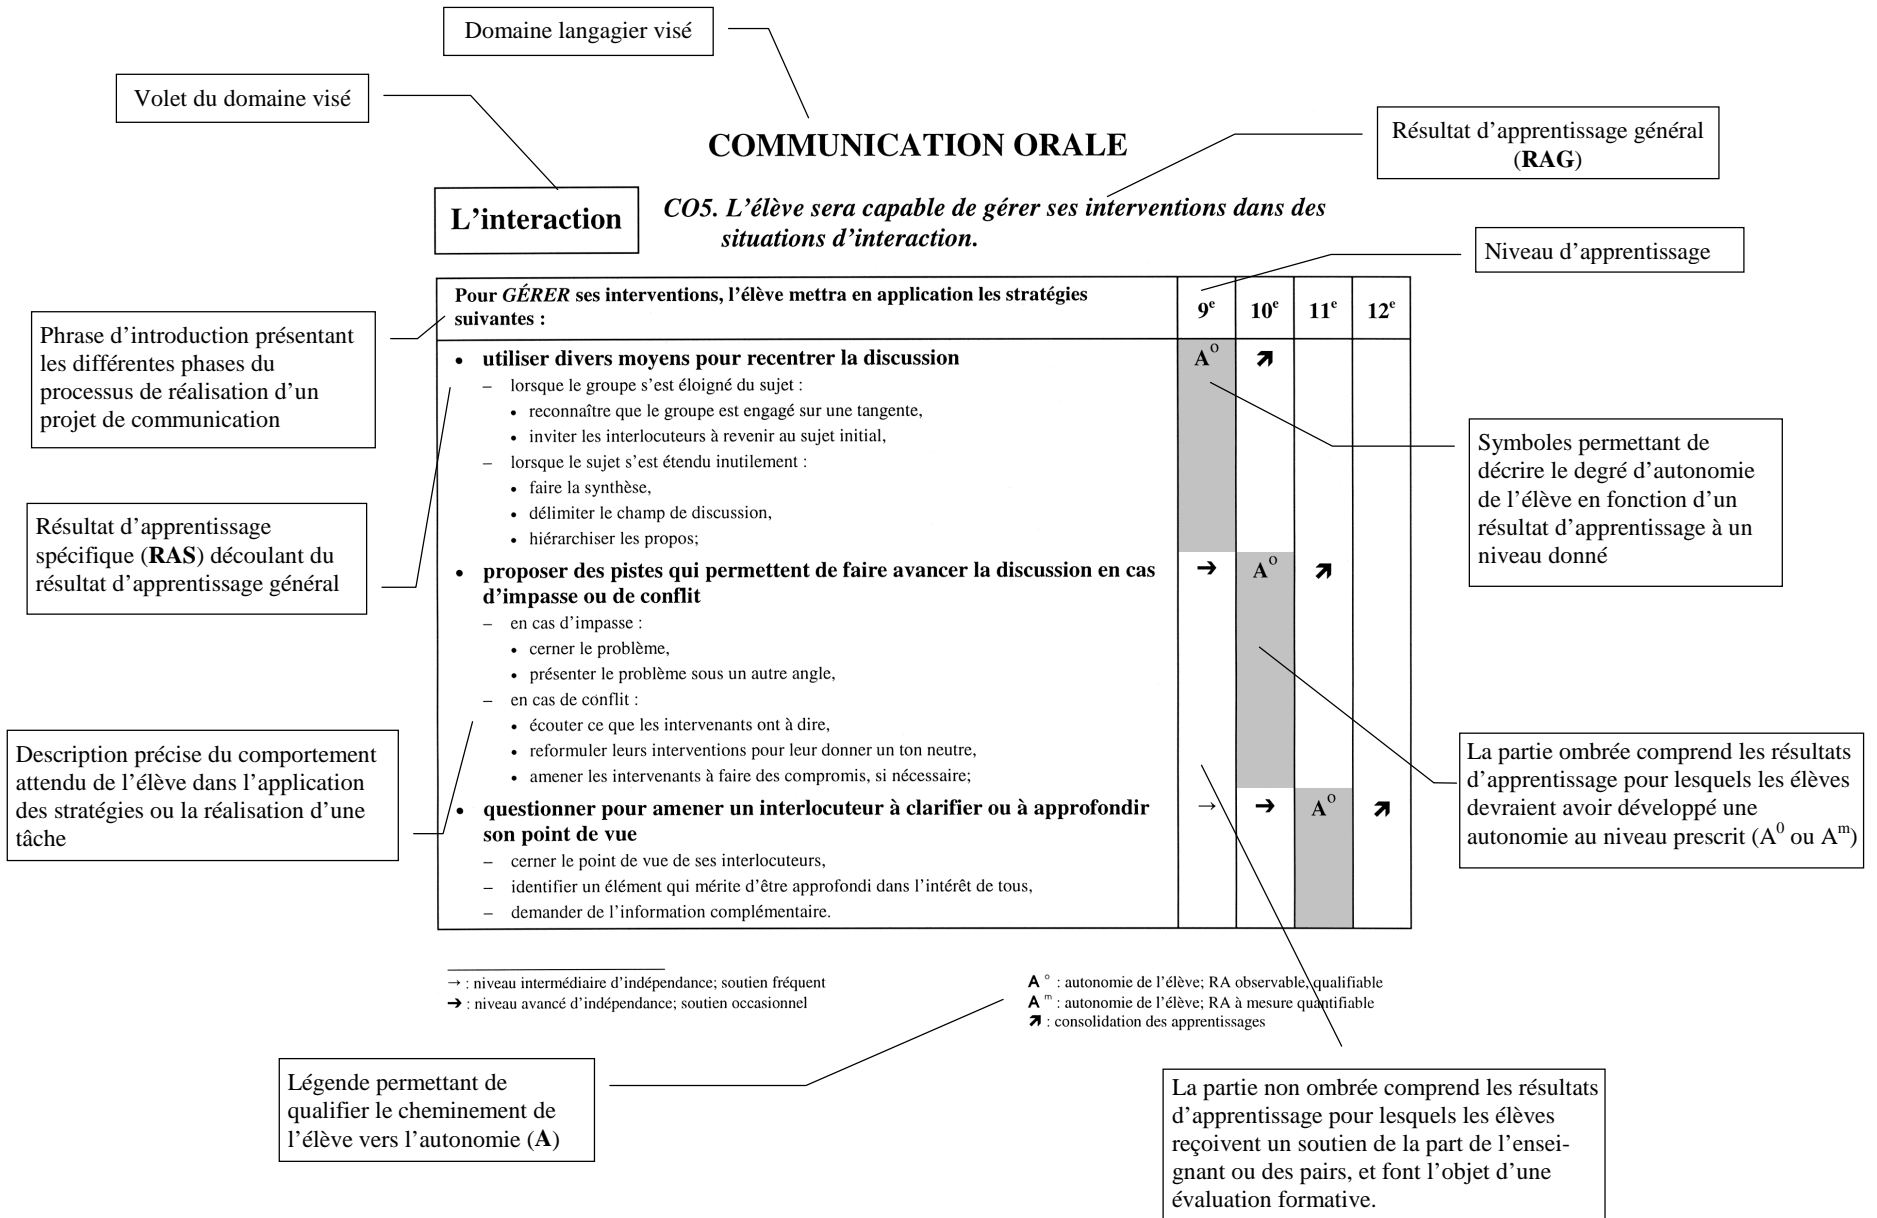 Domaine langagier visé
Volet du domaine visé
COMMUNICATION ORALE
Résultat d’apprentissage général
(RAG)
L’interaction
CO5. L’élève sera capable de gérer ses interventions dans des
situations d’interaction.
Niveau d’apprentissage
Pour GÉRER ses interventions, l’élève mettra en application les stratégies
suivantes :
9e 10e 11e 12e
Phrase d’introduction présentant
les différentes phases du
processus de réalisation d’un
projet de communication
• utiliser divers moyens pour recentrer la discussion Ao ➔
– lorsque le groupe s’est éloigné du sujet :
• reconnaître que le groupe est engagé sur une tangente,
• inviter les interlocuteurs à revenir au sujet initial,
– lorsque le sujet s’est étendu inutilement :
• faire la synthèse,
• délimiter le champ de discussion,
• hiérarchiser les propos;
Symboles permettant de
décrire le degré d’autonomie
de l’élève en fonction d’un
résultat d’apprentissage à un
niveau donné
Résultat d’apprentissage
spécifique (RAS) découlant du
résultat d’apprentissage général
• proposer des pistes qui permettent de faire avancer la discussion en cas ➔ Ao ↗
d’impasse ou de conflit
– en cas d’impasse :
• cerner le problème,
• présenter le problème sous un autre angle,
– en cas de conflit :
• écouter ce que les intervenants ont à dire,
• reformuler leurs interventions pour leur donner un ton neutre,
• amener les intervenants à faire des compromis, si nécessaire;
Description précise du comportement
attendu de l’élève dans l’application
des stratégies ou la réalisation d’une
tâche
La partie ombrée comprend les résultats
d’apprentissage pour lesquels les élèves
devraient avoir développé une
autonomie au niveau prescrit (A0 ou Am)
• questionner pour amener un interlocuteur à clarifier ou à approfondir → ➔ Ao ↗
son point de vue
– cerner le point de vue de ses interlocuteurs,
– identifier un élément qui mérite d’être approfondi dans l’intérêt de tous,
– demander de l’information complémentaire.
→ : niveau intermédiaire d’indépendance; soutien fréquent
➔ : niveau avancé d’indépendance; soutien occasionnel
A o : autonomie de l’élève; RA observable, qualifiable
A m : autonomie de l’élève; RA à mesure quantifiable
↗ : consolidation des apprentissages
Légende permettant de
qualifier le cheminement de
l’élève vers l’autonomie (A)
La partie non ombrée comprend les résultats
d’apprentissage pour lesquels les élèves
reçoivent un soutien de la part de l’ensei-
gnant ou des pairs, et font l’objet d’une
évaluation formative.